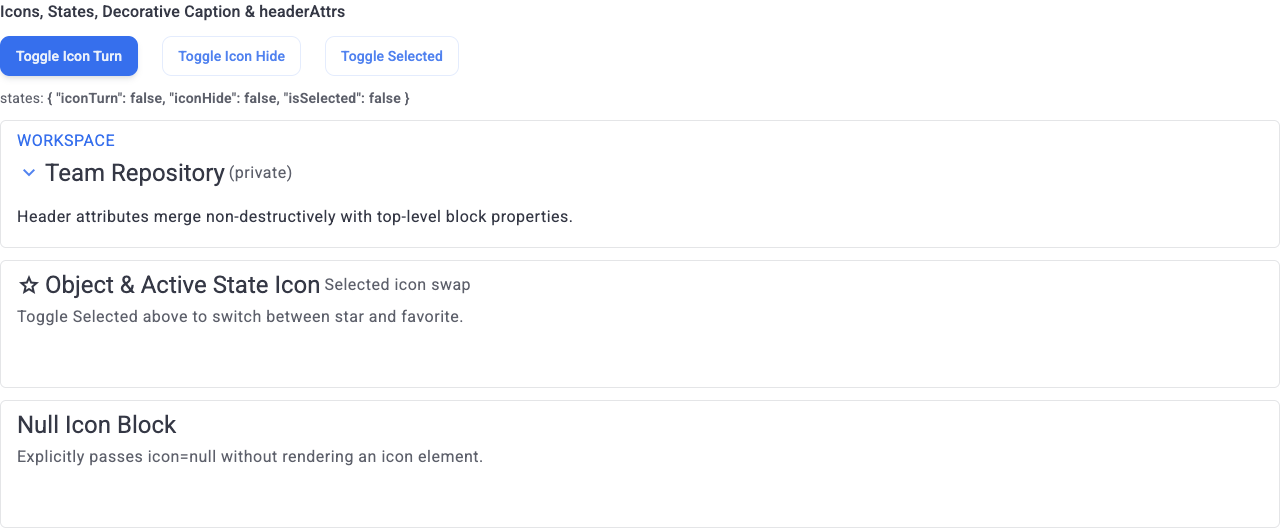 Icons, States, Decorative Caption & headerAttrs
Toggle Icon Turn Toggle Icon Hide Toggle Selected
states: { "iconTurn": false, "iconHide": false, "isSelected": false }
WORKSPACE
Team Repository (private)
Header attributes merge non-destructively with top-level block properties.
Object & Active State Icon Selected icon swap
Toggle Selected above to switch between star and favorite.
Null Icon Block
Explicitly passes icon=null without rendering an icon element.